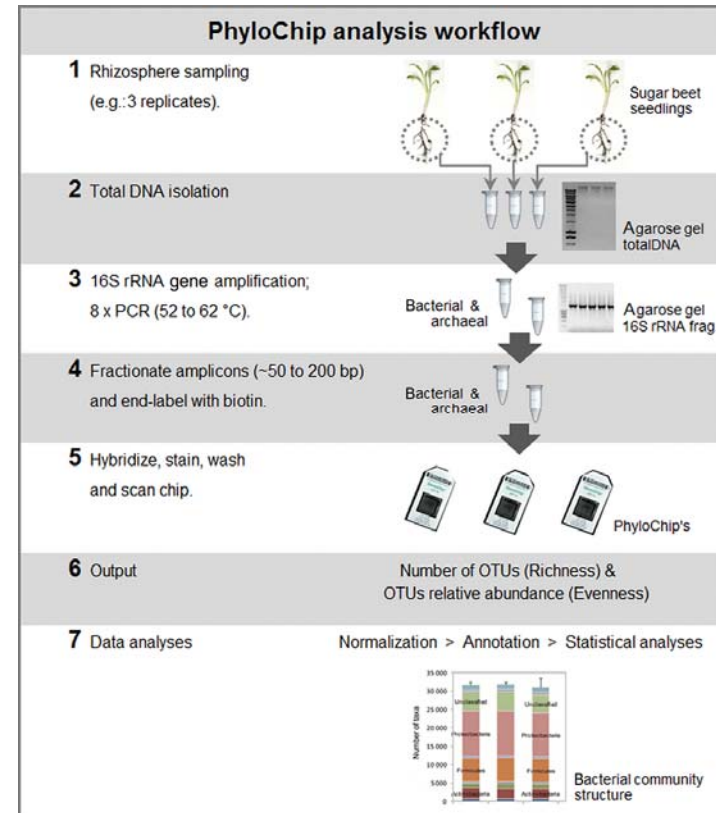 PhyloChip analysis workflow
1 Rhizosphere sampling
(e.g.:3 replicates).
Sugar beet
seedlings
2 Total DNA isolation
Agarose gel
totalDNA
3 16S rRNA gene amplification;
8 x PCR (52 to 62 °C).
Bacterial &
archaeal
Agarose gel
16S rRNA frag
4 Fractionate amplicons (~50 to 200 bp)
and end-label with biotin.
Bacterial &
archaeal
5 Hybridize, stain, wash
and scan chip.
PhyloChip's
6 Output
Number of OTUs (Richness) &
OTUs relative abundance (Evenness)
7 Data analyses
Normalization > Annotation > Statistical analyses
Number of taxa
35 000
30 000
25 000
20 000
15 000
10 000
5 000
0
Unclassified
Unclassified
Proteobacteria
Proteobacteria
Firmicutes
Firmicutes
Actinobacteria
Actinobacteria
Bacterial community
structure